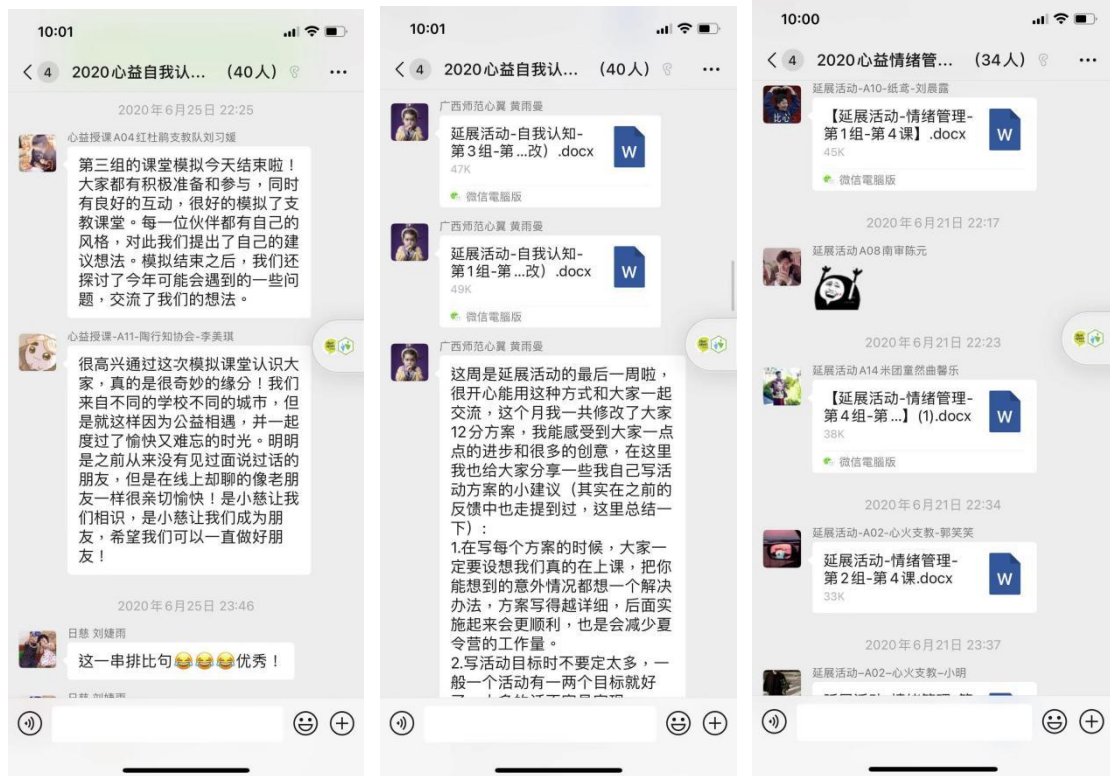 10:01
4 2020心益自我认... (40人)
2020年6月25日 22:25
心益授课A04红杜鹃支教队刘习媛
第三组的课堂模拟今天结束啦！
大家都有积极准备和参与，同时
有良好的互动，很好的模拟了支
教课堂。每一位伙伴都有自己的
风格，对此我们提出了自己的建
议想法。模拟结束之后，我们还
探讨了今年可能会遇到的一些问
题，交流了我们的想法。
心益授课-A11-陶行知协会-李美琪
很高兴通过这次模拟课堂认识大
家，真的是很奇妙的缘分！我们
来自不同的学校不同的城市，但
是就这样因为公益相遇，并一起
度过了愉快又难忘的时光。明明
是之前从来没有见过面说过话的
朋友，但是在线上却聊的像老朋
友一样很亲切愉快！是小慈让我
们相识，是小慈让我们成为朋
友，希望我们可以一直做好朋
友！
2020年6月25日 23:46
日慈 刘婕雨
这一串排比句😂😂😂优秀！
10:01
4 2020心益自我认... (40人)
广西师范心翼 黄雨曼
延展活动-自我认知-
第3组-第...改）.docx
W
47K
微信電腦版
广西师范心翼 黄雨曼
延展活动-自我认知-
第1组-第...改）.docx
W
49K
微信電腦版
广西师范心翼 黄雨曼
这周是延展活动的最后一周啦，
很开心能用这种方式和大家一起
交流，这个月我一共修改了大家
12分方案，我能感受到大家一点
点的进步和很多的创意，在这里
我也给大家分享一些我自己写活
动方案的小建议（其实在之前的
反馈中也走提到过，这里总结一
下）：
1.在写每个方案的时候，大家一
定要设想我们真的在上课，把你
能想到的意外情况都想一个解决
办法，方案写得越详细，后面实
施起来会更顺利，也是会减少夏
令营的工作量。
2.写活动目标时不要定太多，一
般一个活动有一两个目标就好
10:00
4 2020心益情绪管... (34人)
延展活动-A10-纸鸢-刘晨露
比心
【延展活动-情绪管理-
第1组-第4课】.docx
W
45K
微信電腦版
2020年6月21日 22:17
延展活动A08南审陈元
2020年6月21日 22:23
延展活动A14米团童然曲馨乐
【延展活动-情绪管理-
第4组-第...】(1).docx
W
38K
微信電腦版
2020年6月21日 22:34
延展活动-A02-心火支教-郭笑笑
延展活动-情绪管理-
第2组-第4课.docx
W
33K
2020年6月21日 23:37
延展活动-A02-心火支教-小明